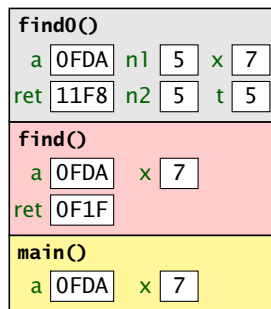 find0()
a 0FDA n1 5 x 7
ret 11F8 n2 5 t 5
find()
a 0FDA x 7
ret 0F1F
main()
a 0FDA x 7